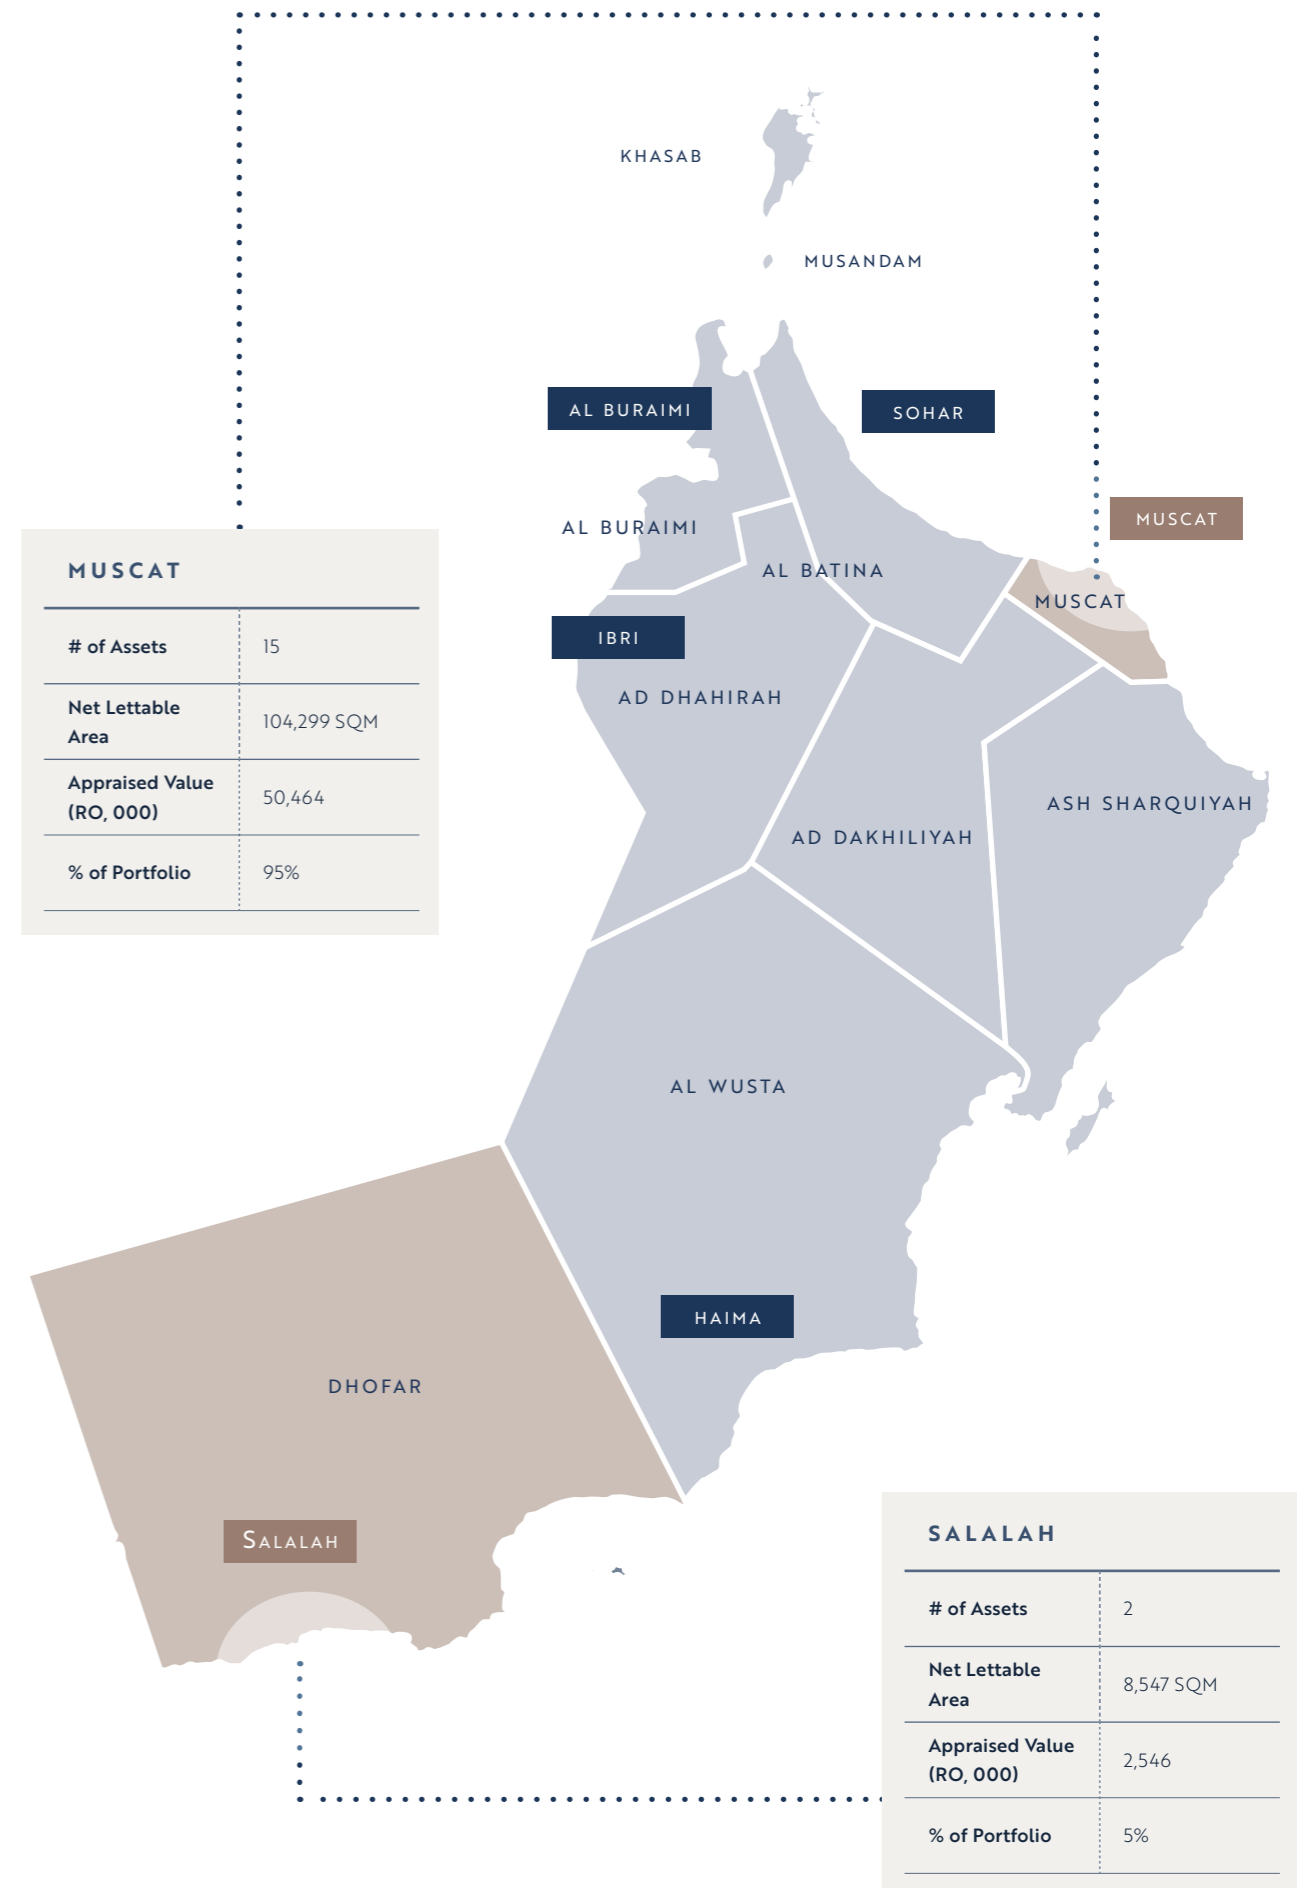 KHASAB
MUSANDAM
AL BURAIMI
SOHAR
MUSCAT
AL BURAIMI
AL BATINA
MUSCAT
IBRI
AD DHAHIRAH
ASH SHARQUIYAH
AD DAKHILIYAH
MUSCAT
# of Assets 15
Net Lettable
Area
104,299 SQM
Appraised Value
(RO, 000)
50,464
% of Portfolio 95%
AL WUSTA
HAIMA
DHOFAR
SALALAH
SALALAH
# of Assets 2
Net Lettable
Area
8,547 SQM
Appraised Value
(RO, 000)
2,546
% of Portfolio 5%